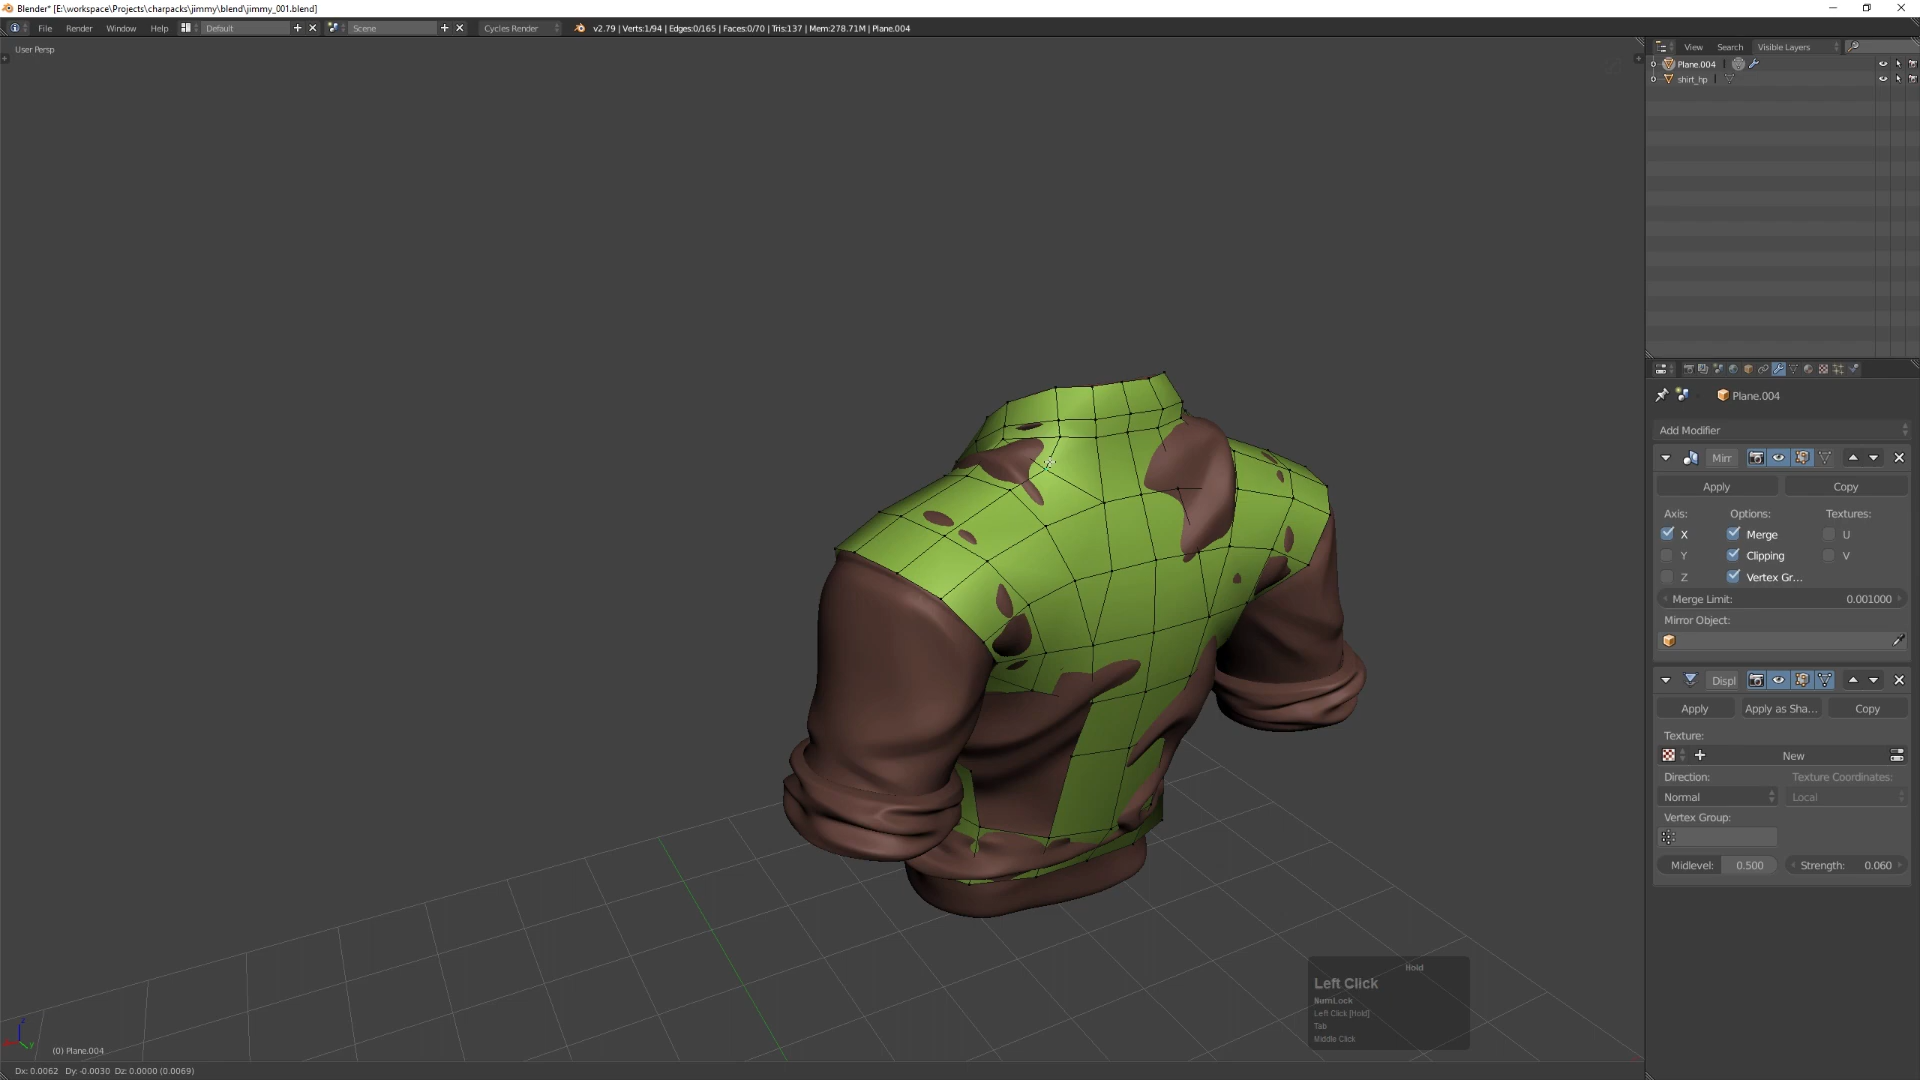 Blender* [E:\workspace\Projects\charpacks\jimmy\blend\jimmy_001.blend]
File Render Window Help Default Scene Cycles Render v2.79 | Verts:1/94 | Edges:0/165 | Faces:0/70 | Tris:137 | Mem:278.71M | Plane.004
User Persp
View Search Visible Layers
Plane.004
shirt_hp
Plane.004
Add Modifier
Mirr
Apply Copy
Axis: Options: Textures:
X Merge U
Y Clipping V
Z Vertex Gr...
Merge Limit: 0.001000
Mirror Object:
Displ
Apply Apply as Sha... Copy
Texture:
New
Direction: Texture Coordinates:
Normal Local
Vertex Group:
Midlevel: 0.500 Strength: 0.060
Hold
Left Click
NumLock
Left Click [Hold]
Tab
Middle Click
(0) Plane.004
Dx: 0.0062 Dy: -0.0030 Dz: 0.0000 (0.0069)